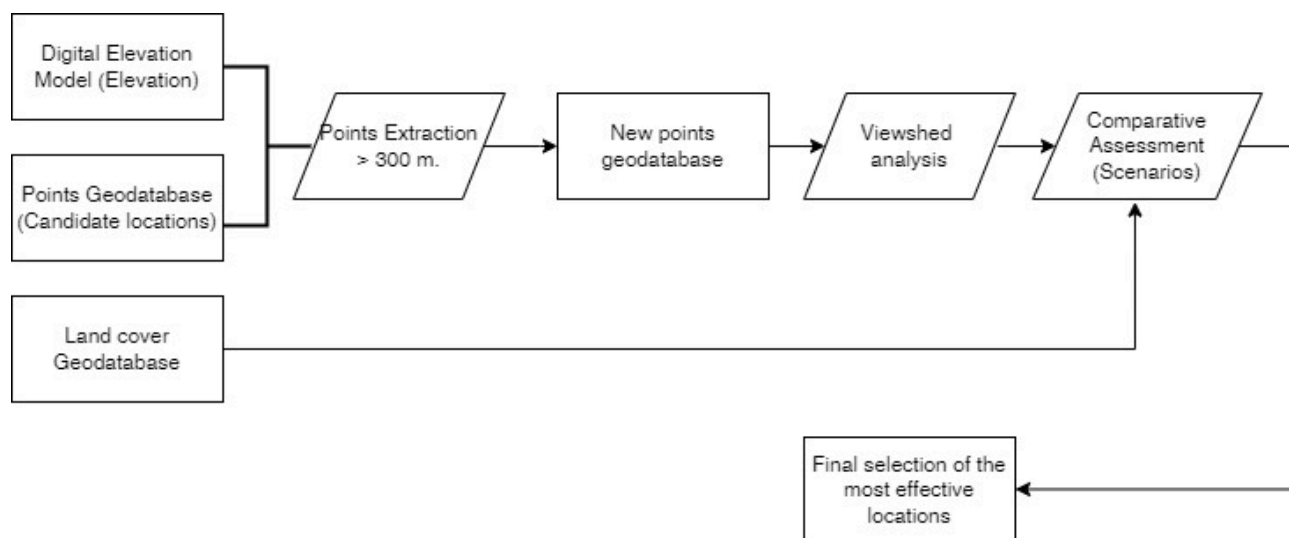 Digital Elevation
Model (Elevation)
Points Geodatabase
(Candidate locations)
Land cover
Geodatabase
Points Extraction
> 300 m.
New points
geodatabase
Viewshed
analysis
Comparative
Assessment
(Scenarios)
Final selection of the
most effective
locations